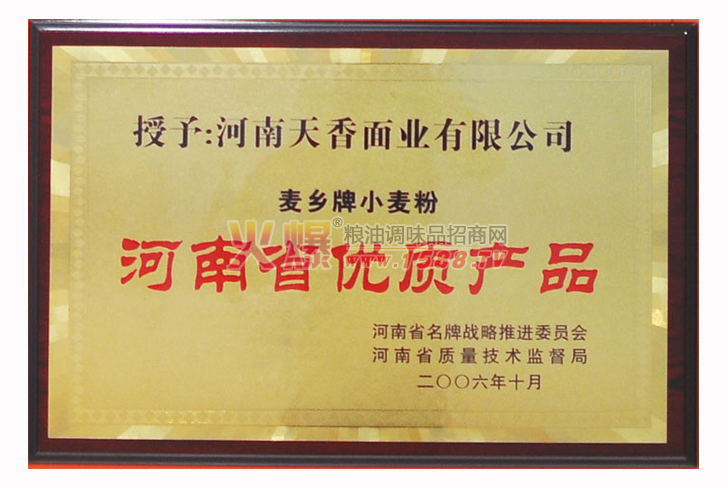 授予:河南天香面业有限公司
麦乡牌小麦粉
火爆®粮油调味品招商网
河南省优质产品
河南省名牌战略推进委员会
河南省质量技术监督局
二〇〇六年十月